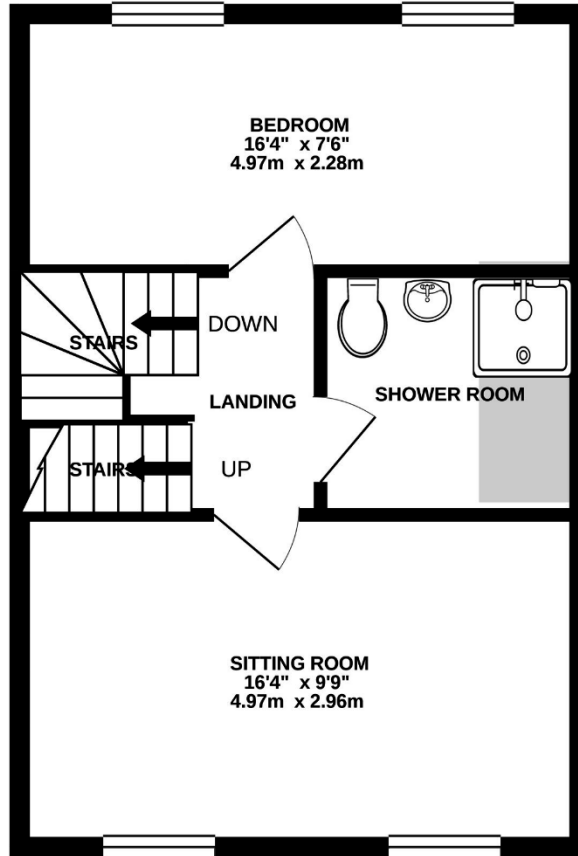 BEDROOM
16'4" x 7'6"
4.97m x 2.28m
STAIRS
DOWN
LANDING
SHOWER ROOM
STAIRS
UP
SITTING ROOM
16'4" x 9'9"
4.97m x 2.96m